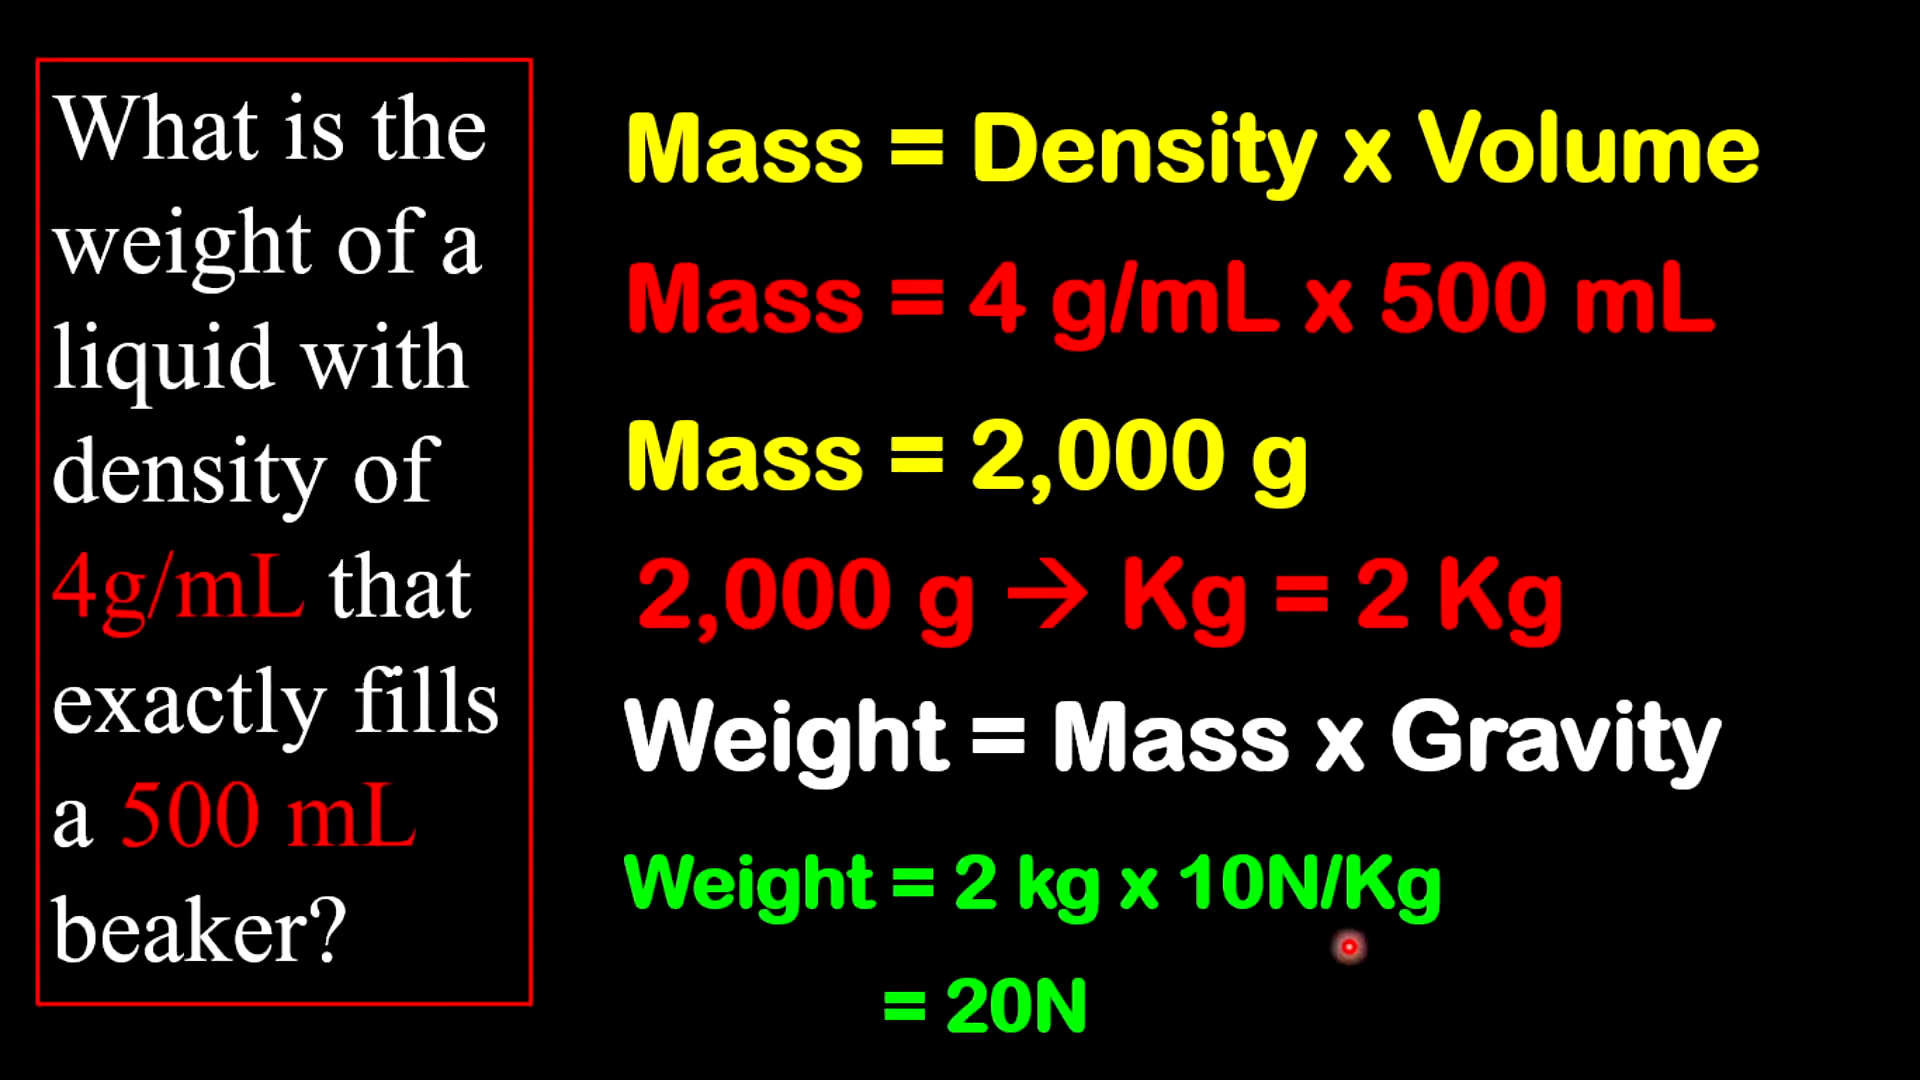 What is the
weight of a
liquid with
density of
4g/mL that
exactly fills
a 500 mL
beaker?
Mass = Density x Volume
Mass = 4 g/mL x 500 mL
Mass = 2,000 g
2,000 g → Kg = 2 Kg
Weight = Mass x Gravity
Weight = 2 kg x 10N/Kg
= 20N